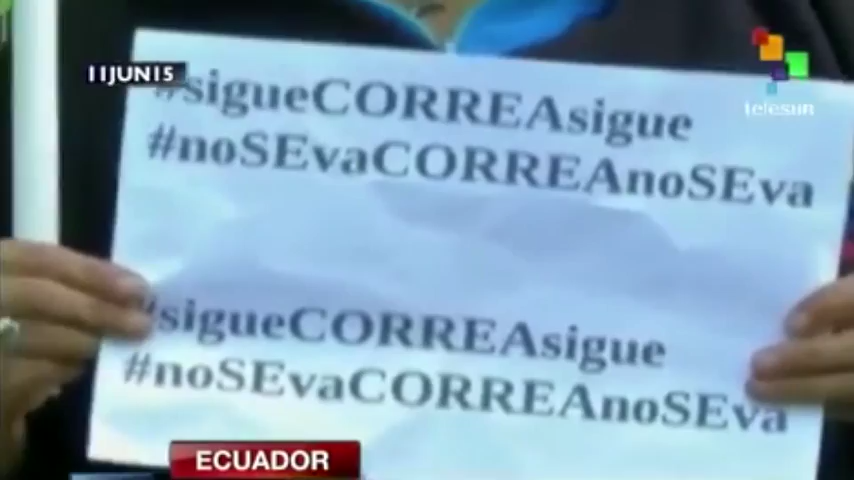 11JUN15
#sigueCORREAsigue
#noSEvaCORREAnoSEva
telesur
#sigueCORREAsigue
#noSEvaCORREAnoSEva
ECUADOR